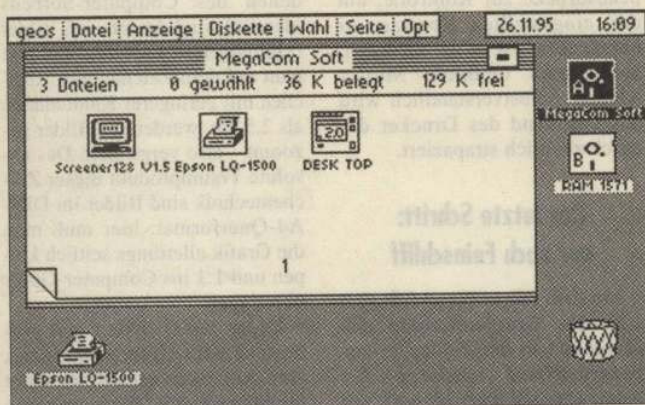 geos Datei Anzeige Diskette Wahl Seite Opt 26.11.95 16:09
MegaCom Soft
3 Dateien 0 gewählt 36 K belegt 129 K frei
Screener128 V1.5 Epson LQ-1500 DESK TOP
2.0
1
A
MegaCom Soft
B
RAM 1571
Epson LQ-1500